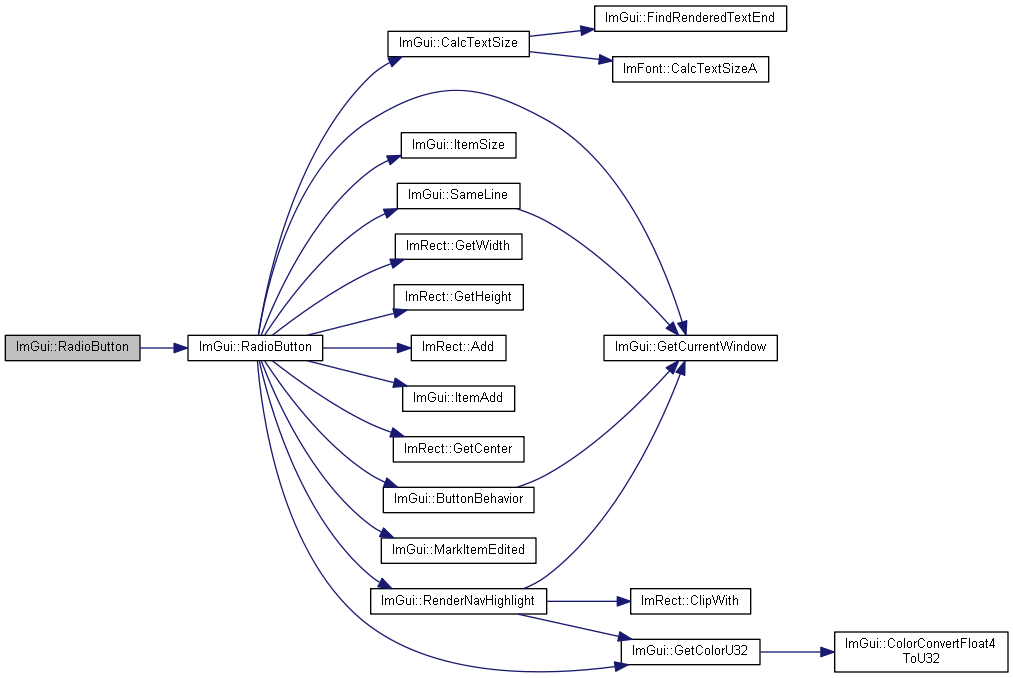 ImGui::FindRenderedTextEnd
ImGui::CalcTextSize
ImFont::CalcTextSizeA
ImGui::ItemSize
ImGui::SameLine
ImRect::GetWidth
ImRect::GetHeight
ImGui::RadioButton
ImGui::RadioButton
ImRect::Add
ImGui::GetCurrentWindow
ImGui::ItemAdd
ImRect::GetCenter
ImGui::ButtonBehavior
ImGui::MarkItemEdited
ImGui::RenderNavHighlight
ImRect::ClipWith
ImGui::GetColorU32
ImGui::ColorConvertFloat4
ToU32